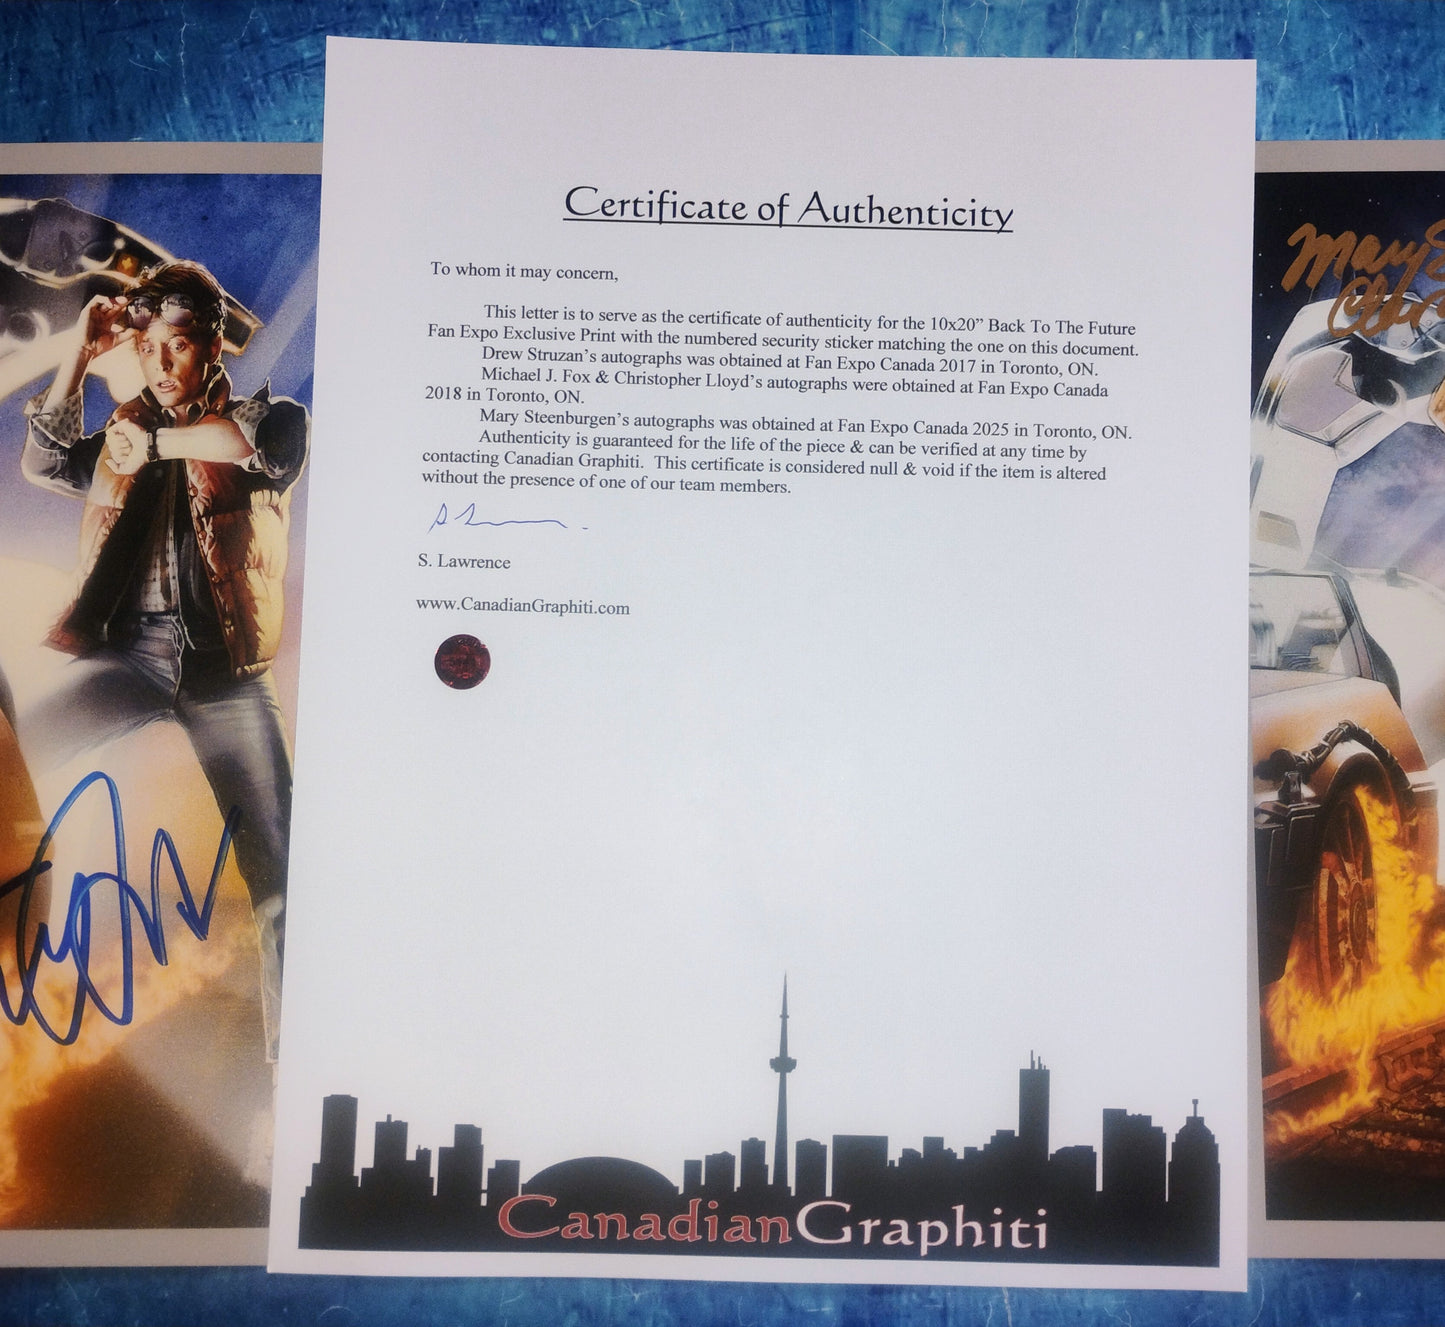 Certificate of Authenticity
To whom it may concern,
This letter is to serve as the certificate of authenticity for the 10x20” Back To The Future
Fan Expo Exclusive Print with the numbered security sticker matching the one on this document.
Drew Struzan’s autographs was obtained at Fan Expo Canada 2017 in Toronto, ON.
Michael J. Fox & Christopher Lloyd’s autographs were obtained at Fan Expo Canada
2018 in Toronto, ON.
Mary Steenburgen’s autographs was obtained at Fan Expo Canada 2025 in Toronto, ON.
Authenticity is guaranteed for the life of the piece & can be verified at any time by
contacting Canadian Graphiti. This certificate is considered null & void if the item is altered
without the presence of one of our team members.
S. Lawrence
www.CanadianGraphiti.com
CanadianGraphiti
Mary S